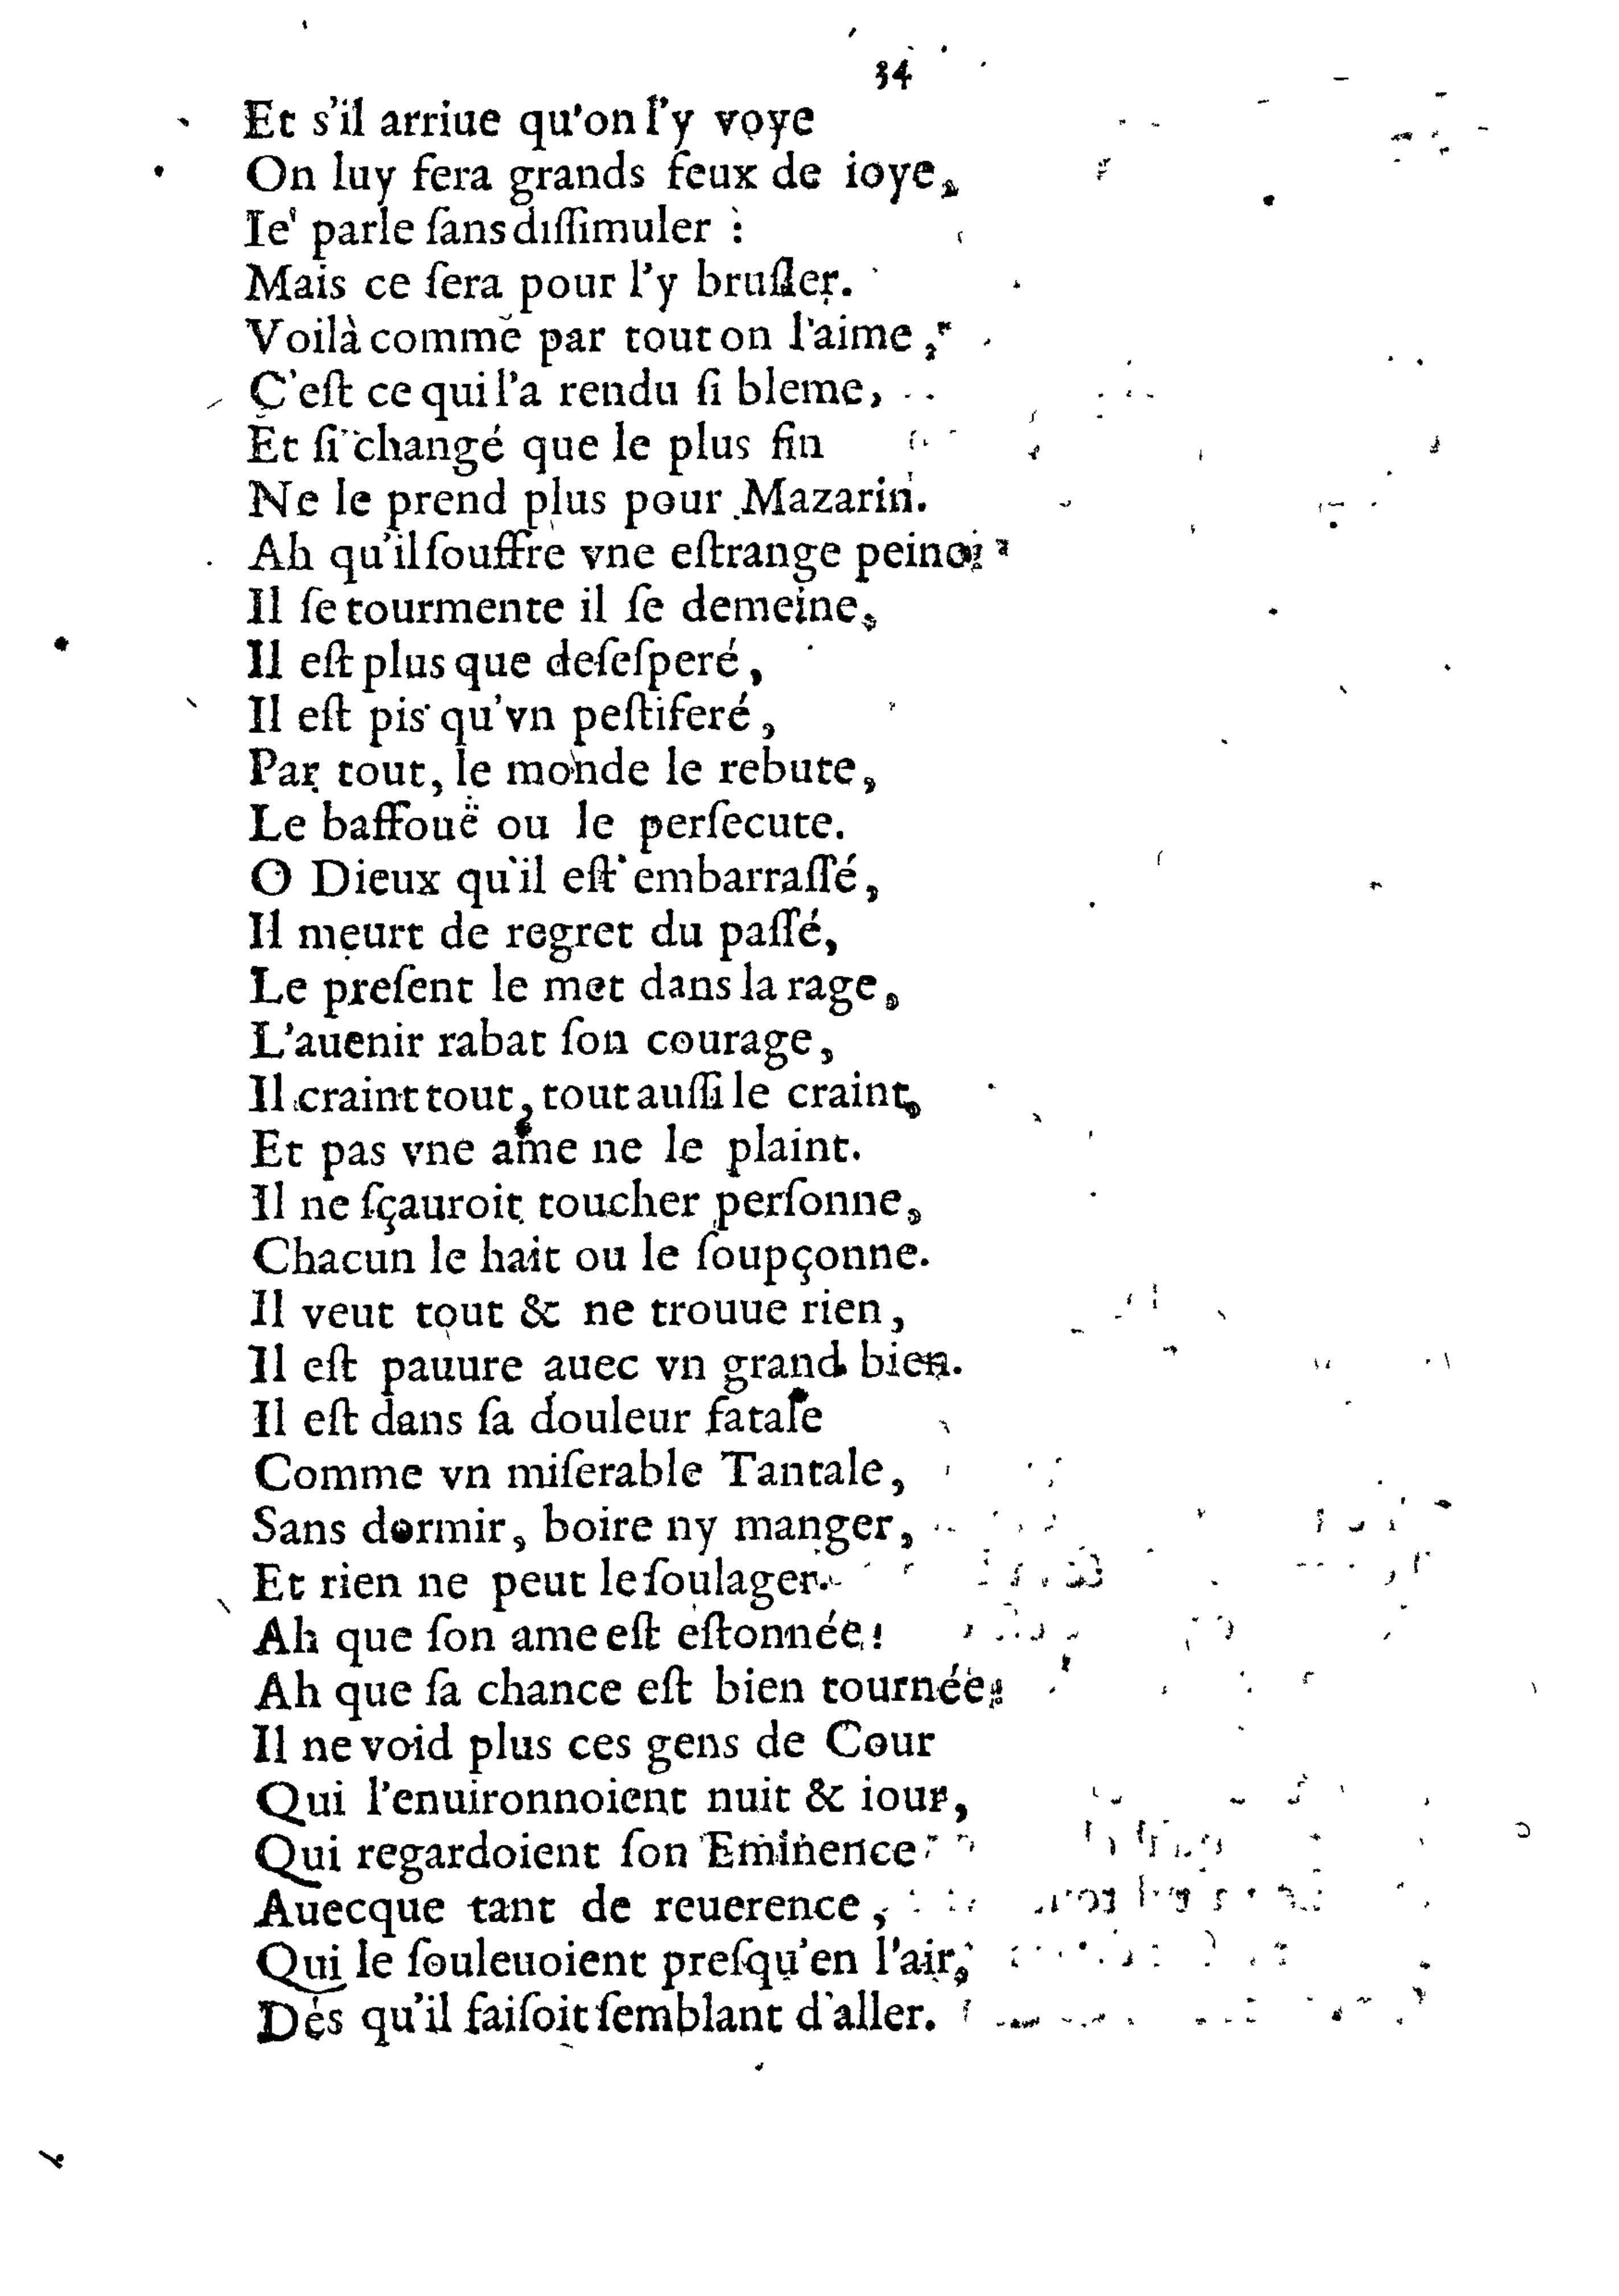 34
Et s'il arriue qu'on l'y voye
On luy fera grands feux de ioye,
Ie parle ſans diſſimuler :
Mais ce ſera pour l'y bruſler.
Voilà comme par tout on l'aime,
C'eſt ce qui l'a rendu ſi bleme,
Et ſi changé que le plus fin
Ne le prend plus pour Mazarin.
Ah qu'il ſouffre vne eſtrange peine!
Il ſe tourmente il ſe demeine,
Il eſt plus que deſeſperé,
Il eſt pis qu'vn peſtiferé,
Par tout, le monde le rebute,
Le baffouë ou le perſecute.
O Dieux qu'il eſt embarraſſé,
Il meurt de regret du paſſé,
Le preſent le met dans la rage,
L'auenir rabat ſon courage,
Il craint tout, tout auſſi le craint,
Et pas vne ame ne le plaint.
Il ne ſçauroit toucher perſonne,
Chacun le hait ou le ſoupçonne.
Il veut tout & ne trouue rien,
Il eſt pauure auec vn grand bien.
Il eſt dans ſa douleur fatale
Comme vn miſerable Tantale,
Sans dormir, boire ny manger,
Et rien ne peut le ſoulager.
Ah que ſon ame eſt eſtonnée!
Ah que ſa chance eſt bien tournée!
Il ne void plus ces gens de Cour
Qui l'enuironnoient nuit & iour,
Qui regardoient ſon Eminence
Auecque tant de reuerence,
Qui le ſouleuoient preſqu'en l'air,
Dés qu'il faiſoit ſemblant d'aller.